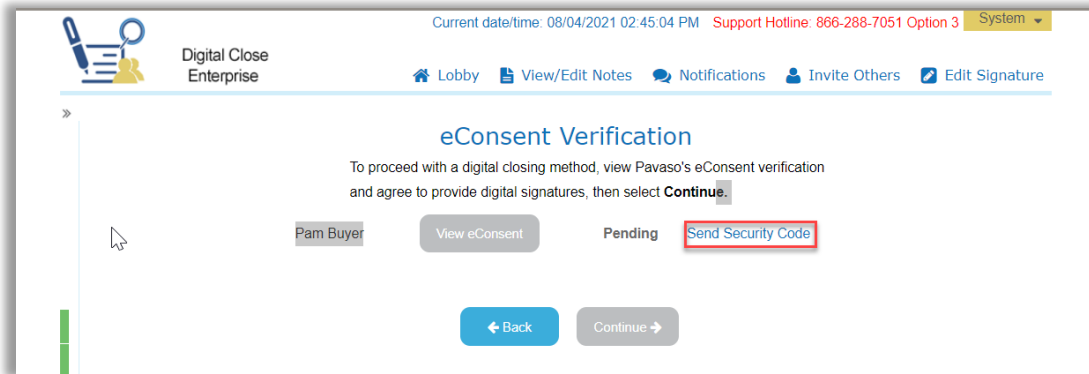 Current date/time: 08/04/2021 02:45:04 PM Support Hotline: 866-288-7051 Option 3 System
Digital Close
Enterprise
Lobby View/Edit Notes Notifications Invite Others Edit Signature
»
eConsent Verification
To proceed with a digital closing method, view Pavaso's eConsent verification
and agree to provide digital signatures, then select Continue.
Pam Buyer View eConsent Pending Send Security Code
Back Continue